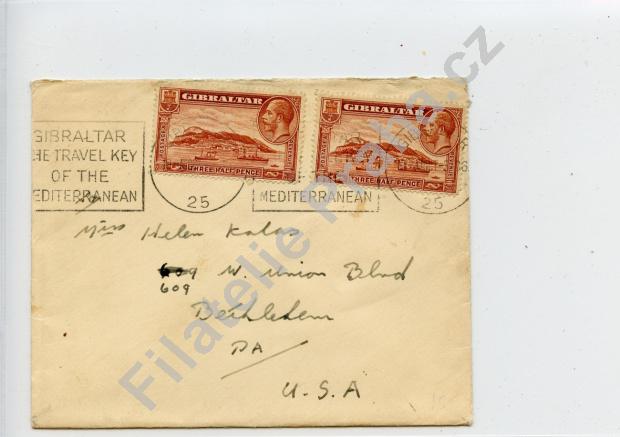 GIBRALTAR
THREE HALF PENCE
GIBRALTAR
THREE HALF PENCE
GIBRALTAR
THE TRAVEL KEY
OF THE
MEDITERRANEAN
25
MEDITERRANEAN
25
Miss Helen Kalas
609 W. Union Blvd
609
Bethlehem
PA
U.S.A
Filatelie Praha.cz